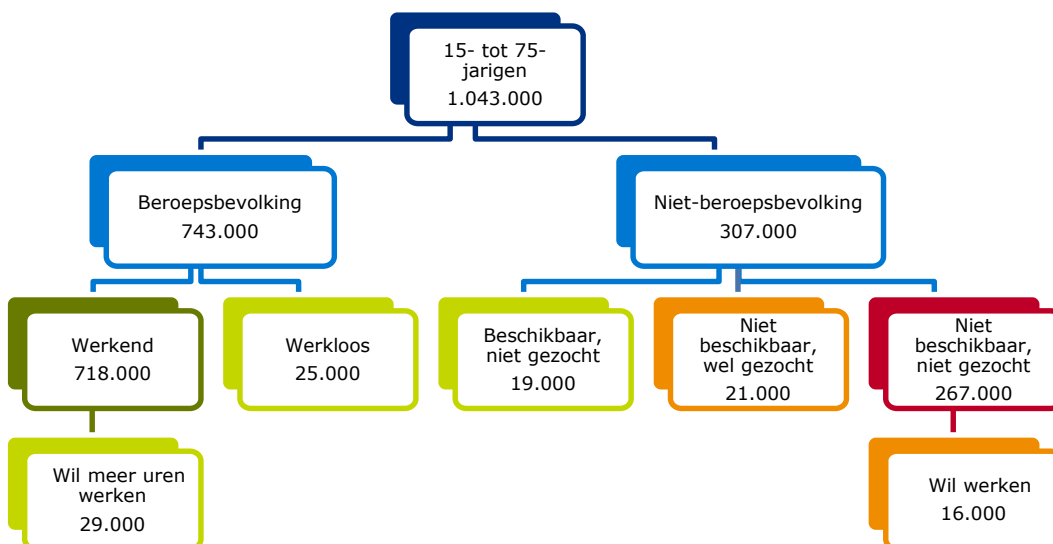 15- tot 75-
jarigen
1.043.000
Beroepsbevolking
743.000
Niet-beroepsbevolking
307.000
Werkend
718.000
Werkloos
25.000
Beschikbaar,
niet gezocht
19.000
Niet
beschikbaar,
wel gezocht
21.000
Niet
beschikbaar,
niet gezocht
267.000
Wil meer uren
werken
29.000
Wil werken
16.000